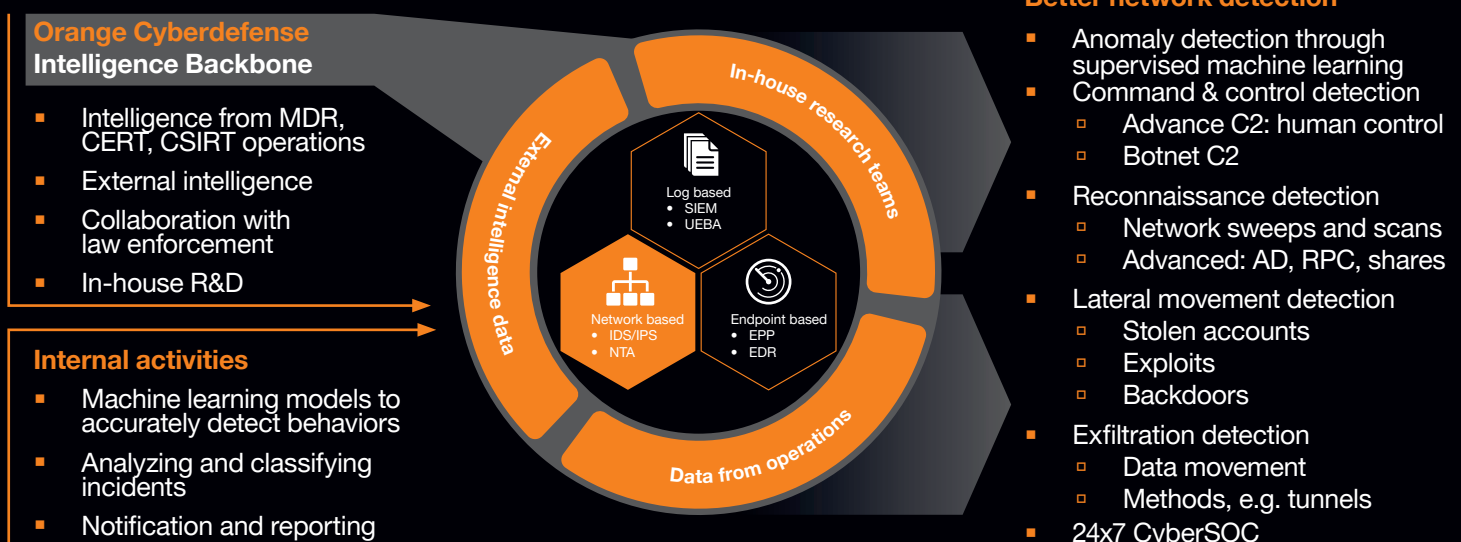 Orange Cyberdefense
Intelligence Backbone
▪ Intelligence from MDR,
CERT, CSIRT operations
▪ External intelligence
▪ Collaboration with
law enforcement
▪ In-house R&D
Internal activities
▪ Machine learning models to
accurately detect behaviors
▪ Analyzing and classifying
incidents
▪ Notification and reporting
External intelligence data
In-house research teams
Data from operations
Log based
• SIEM
• UEBA
Network based
• IDS/IPS
• NTA
Endpoint based
• EPP
• EDR
Better network detection
▪ Anomaly detection through
supervised machine learning
▪ Command & control detection
▫ Advance C2: human control
▫ Botnet C2
▪ Reconnaissance detection
▫ Network sweeps and scans
▫ Advanced: AD, RPC, shares
▪ Lateral movement detection
▫ Stolen accounts
▫ Exploits
▫ Backdoors
▪ Exfiltration detection
▫ Data movement
▫ Methods, e.g. tunnels
▪ 24x7 CyberSOC